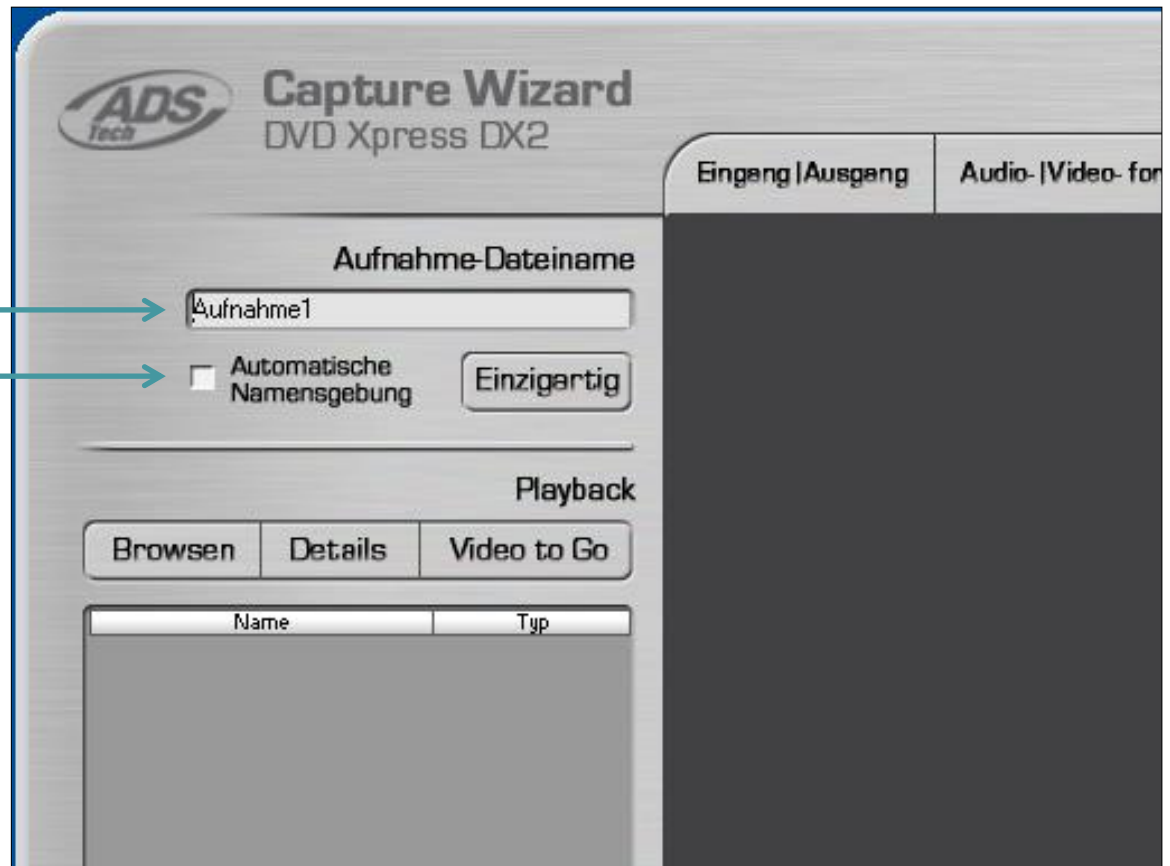 ADS
Tech
Capture Wizard
DVD Xpress DX2
Eingang | Ausgang
Audio- | Video- for
Aufnahme-Dateiname
Aufnahme1
Automatische
Namensgebung
Einzigartig
Playback
Browsen
Details
Video to Go
Name
Typ